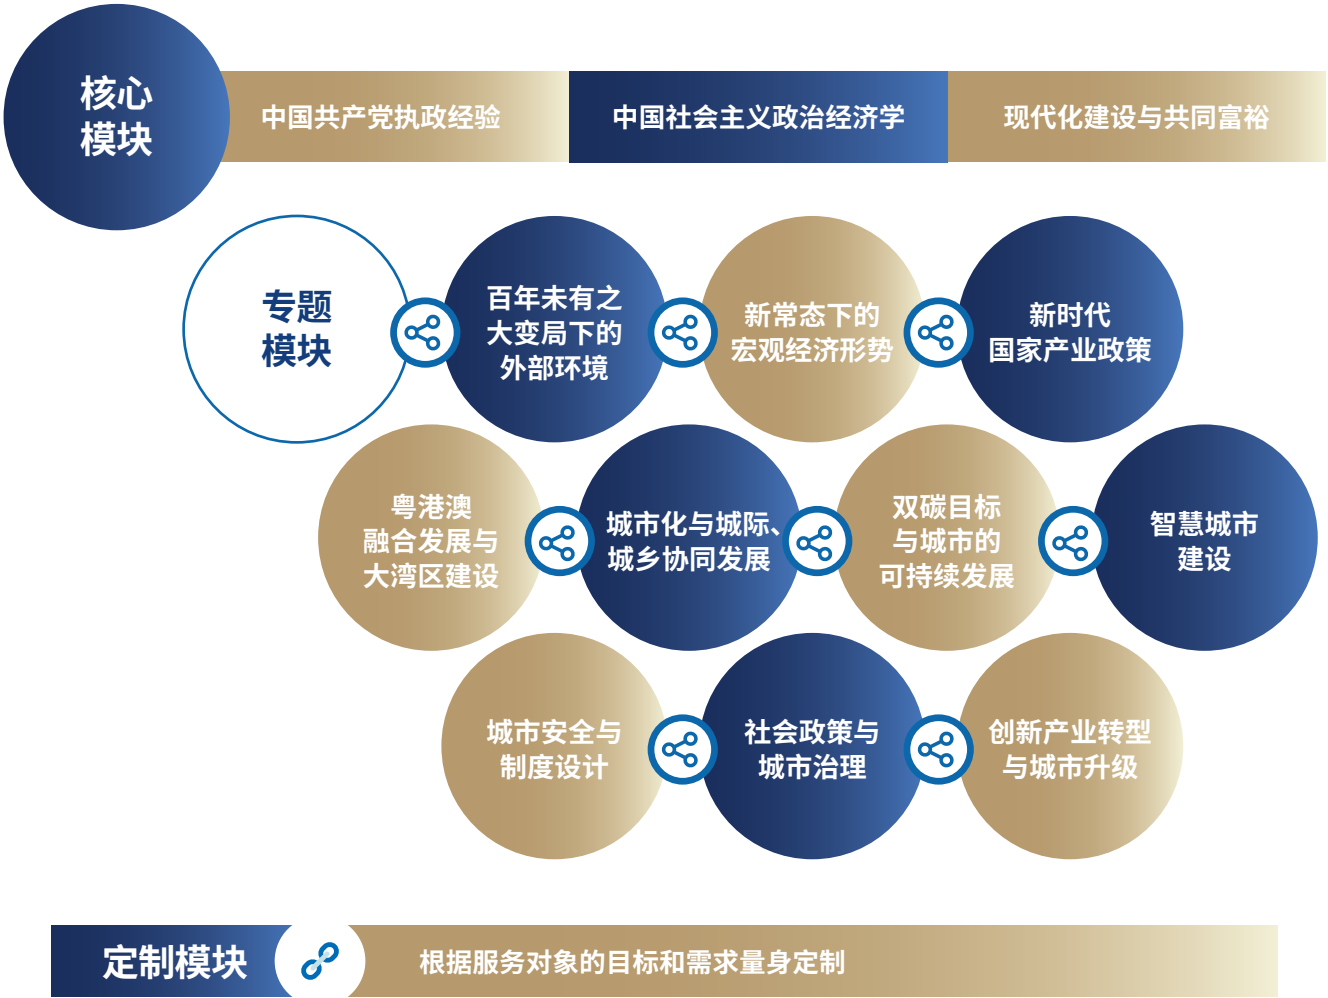 核心
模块
中国共产党执政经验
中国社会主义政治经济学
现代化建设与共同富裕
专题
模块
百年未有之
大变局下的
外部环境
新常态下的
宏观经济形势
新时代
国家产业政策
粤港澳
融合发展与
大湾区建设
城市化与城际、
城乡协同发展
双碳目标
与城市的
可持续发展
智慧城市
建设
城市安全与
制度设计
社会政策与
城市治理
创新产业转型
与城市升级
定制模块
根据服务对象的目标和需求量身定制